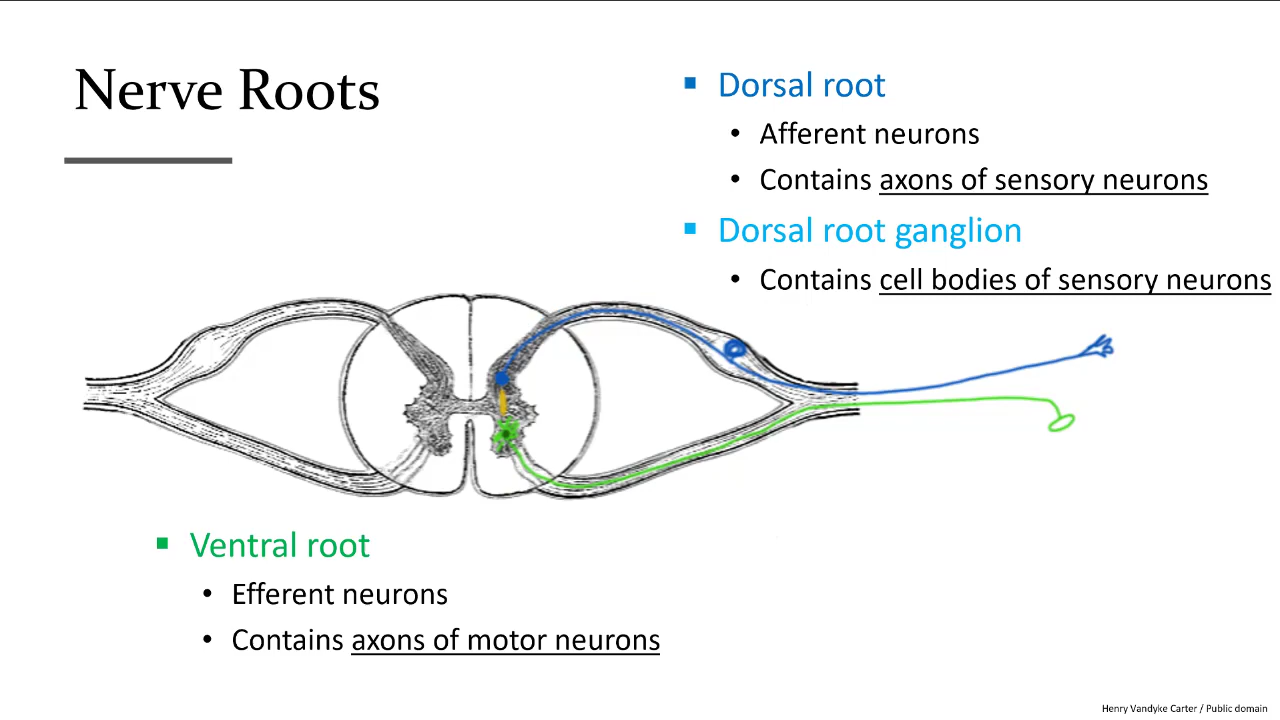 Nerve Roots
▪ Dorsal root
• Afferent neurons
• Contains axons of sensory neurons
▪ Dorsal root ganglion
• Contains cell bodies of sensory neurons
▪ Ventral root
• Efferent neurons
• Contains axons of motor neurons
Henry Vandyke Carter / Public domain